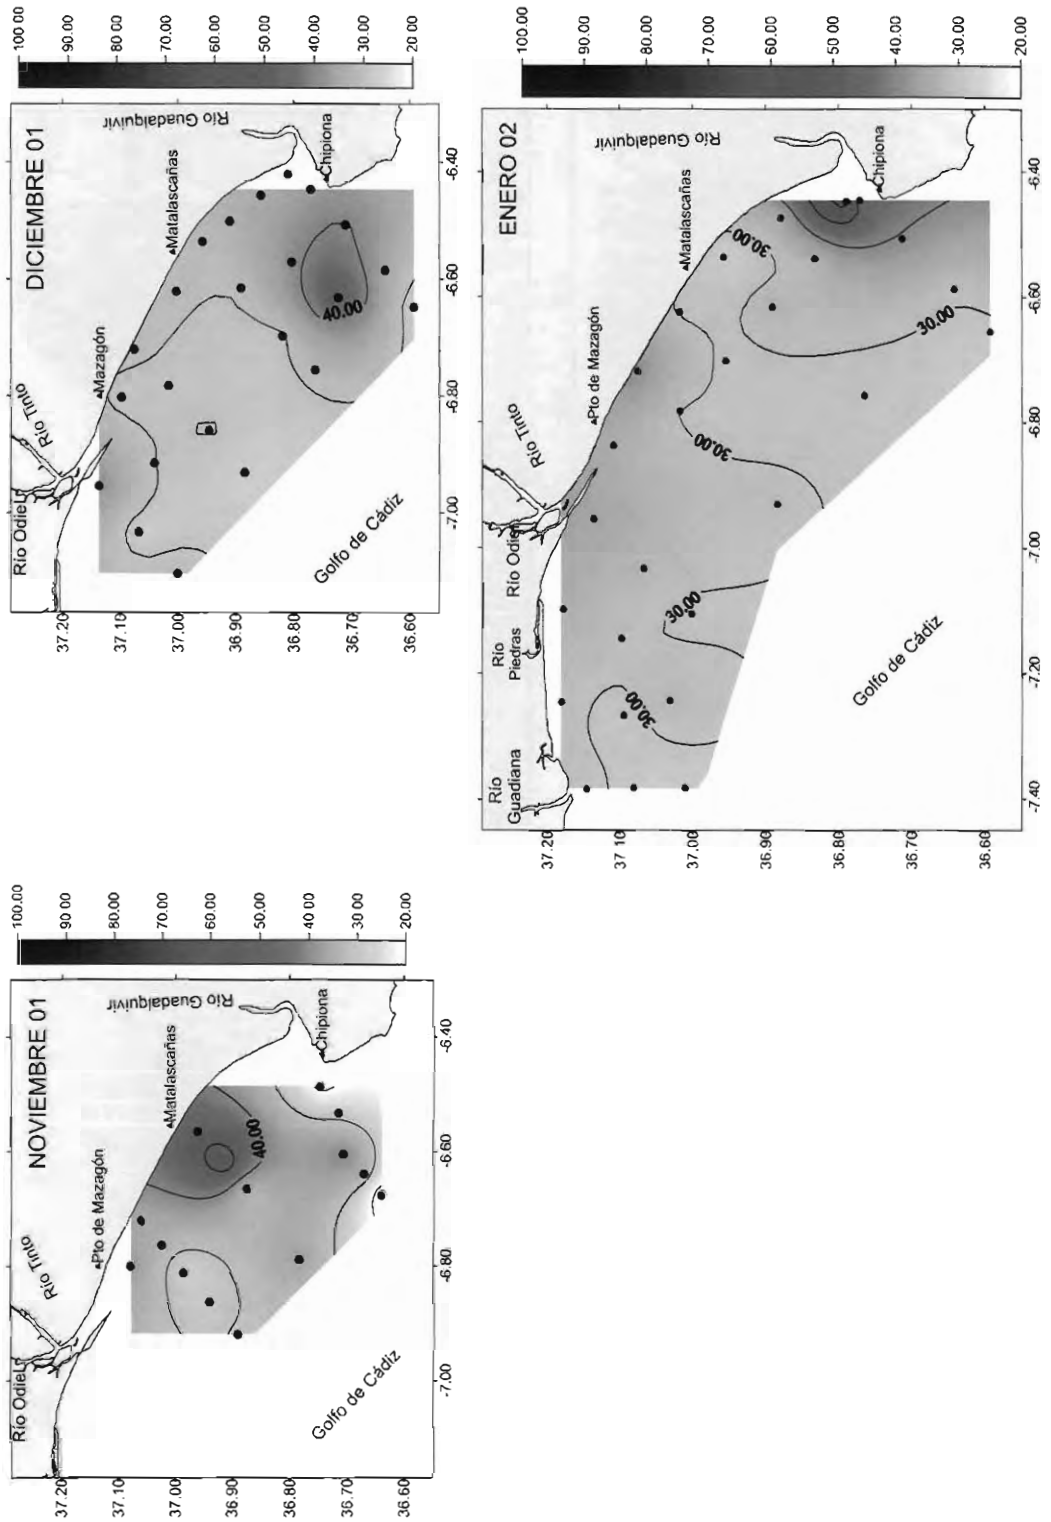 DICIEMBRE 01
Río Odiel
Río Tinto
Mazagón
Matalascañas
Río Guadalquivir
Chipiona
Golfo de Cádiz
40.00
37.20
37.10
37.00
36.90
36.80
36.70
36.60
-7.00
-6.80
-6.60
-6.40
100 00
90.00
80 00
70.00
60 00
50.00
40 00
30.00
20 00
ENERO 02
Río
Guadiana
Río
Piedras
Río Odiel
Río Tinto
Pto de Mazagón
Matalascañas
Río Guadalquivir
Chipiona
Golfo de Cádiz
30.00
30.00
30.00
30.00
30.00
37.20
37 10
37.00
36.90
36.80
36.70
36.60
-7.40
-7.20
-7.00
-6.80
-6.60
-6.40
100.00
90.00
80.00
70.00
60.00
50.00
40.00
30.00
20.00
NOVIEMBRE 01
Río Odiel
Río Tinto
Pto de Mazagón
Matalascañas
Río Guadalquivir
Chipiona
Golfo de Cádiz
40.00
37.20
37.10
37.00
36.90
36.80
36.70
36.60
-7.00
-6.80
-6.60
-6.40
100.00
90 00
80 00
70 00
60.00
50.00
40.00
30.00
20.00